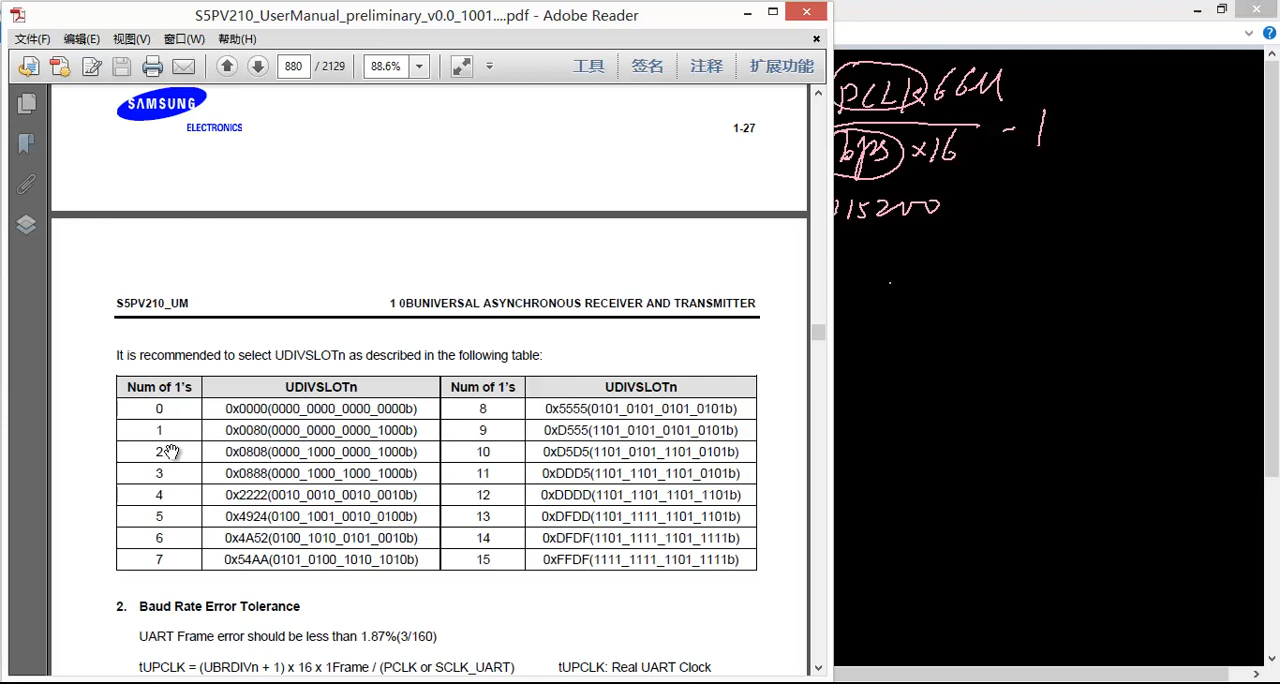 S5PV210_UserManual_preliminary_v0.0_1001....pdf - Adobe Reader
文件(F) 编辑(E) 视图(V) 窗口(W) 帮助(H)
880 / 2129 88.6% 工具 签名 注释 扩展功能
SAMSUNG
ELECTRONICS
1-27
S5PV210_UM 1 0BUNIVERSAL ASYNCHRONOUS RECEIVER AND TRANSMITTER
It is recommended to select UDIVSLOTn as described in the following table:
Num of 1's UDIVSLOTn Num of 1's UDIVSLOTn
0 0x0000(0000_0000_0000_0000b) 8 0x5555(0101_0101_0101_0101b)
1 0x0080(0000_0000_0000_1000b) 9 0xD555(1101_0101_0101_0101b)
2 0x0808(0000_1000_0000_1000b) 10 0xD5D5(1101_0101_1101_0101b)
3 0x0888(0000_1000_1000_1000b) 11 0xDDD5(1101_1101_1101_0101b)
4 0x2222(0010_0010_0010_0010b) 12 0xDDDD(1101_1101_1101_1101b)
5 0x4924(0100_1001_0010_0100b) 13 0xDFDD(1101_1111_1101_1101b)
6 0x4A52(0100_1010_0101_0010b) 14 0xDFDF(1101_1111_1101_1111b)
7 0x54AA(0101_0100_1010_1010b) 15 0xFFDF(1111_1111_1101_1111b)
2. Baud Rate Error Tolerance
UART Frame error should be less than 1.87%(3/160)
tUPCLK = (UBRDIVn + 1) x 16 x 1Frame / (PCLK or SCLK_UART) tUPCLK: Real UART Clock
PCLK 66M
bps ×16 - 1
115200